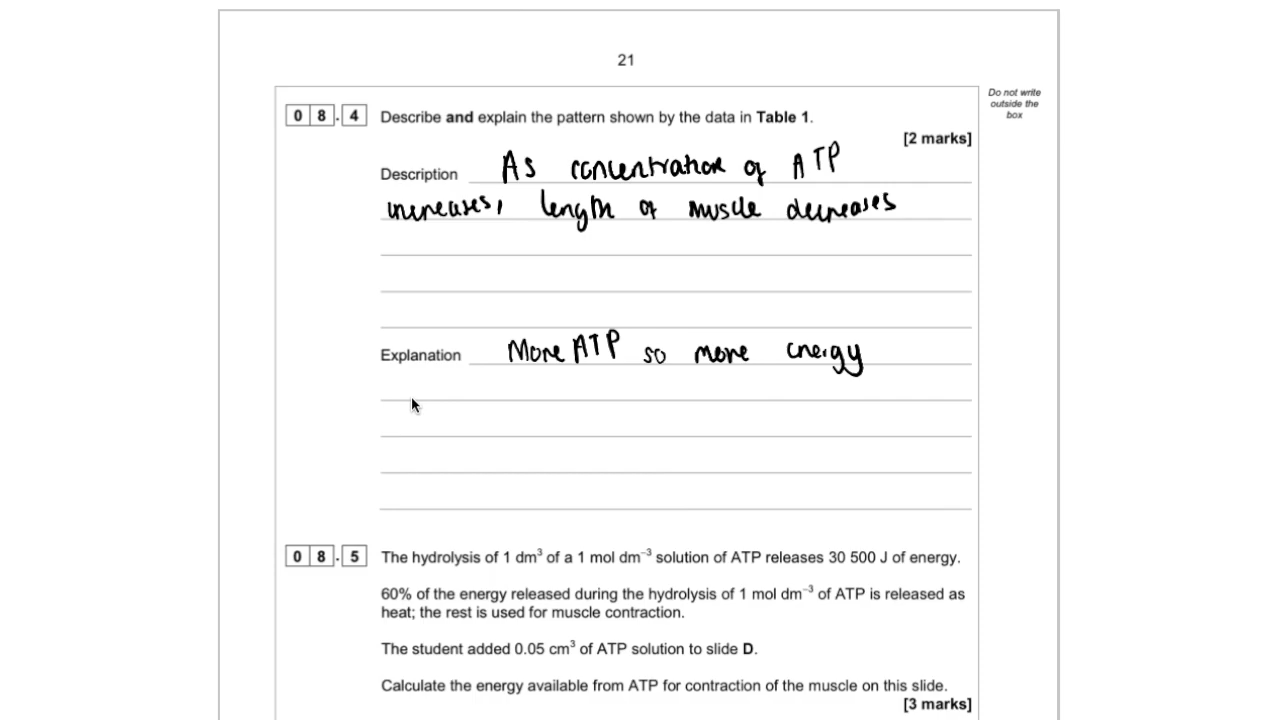 21
Do not write
outside the
box
0 8 . 4 Describe and explain the pattern shown by the data in Table 1.
[2 marks]
Description As concentration of ATP
increases, length of muscle decreases
Explanation More ATP so more energy
0 8 . 5 The hydrolysis of 1 dm³ of a 1 mol dm⁻³ solution of ATP releases 30 500 J of energy.
60% of the energy released during the hydrolysis of 1 mol dm⁻³ of ATP is released as
heat; the rest is used for muscle contraction.
The student added 0.05 cm³ of ATP solution to slide D.
Calculate the energy available from ATP for contraction of the muscle on this slide.
[3 marks]